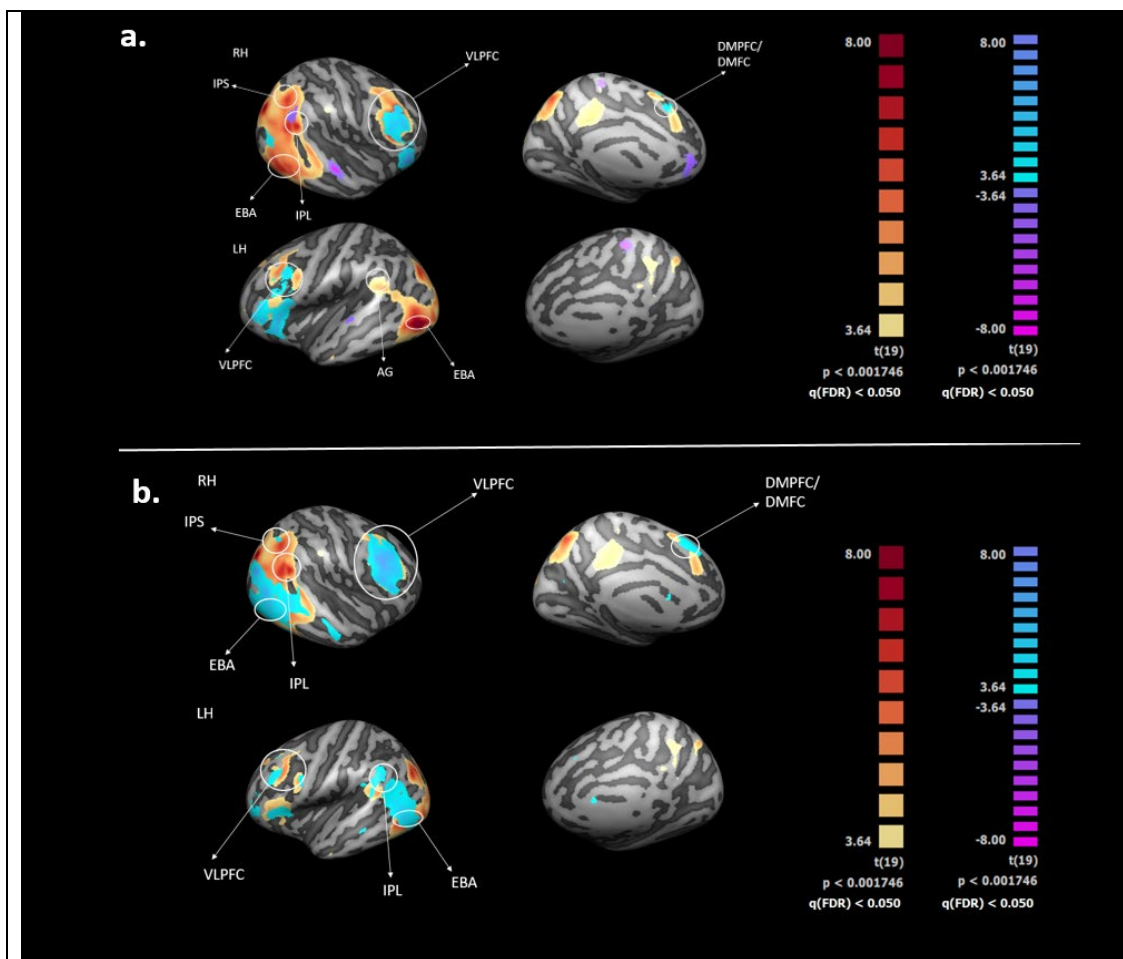 a.
RH
VLPFC
DMPFC/
DMFC
IPS
EBA
IPL
LH
VLPFC
AG
EBA
8.00
3.64
t(19)
p < 0.001746
q(FDR) < 0.050
8.00
3.64
-3.64
-8.00
t(19)
p < 0.001746
q(FDR) < 0.050
b.
RH
VLPFC
DMPFC/
DMFC
IPS
EBA
IPL
LH
VLPFC
IPL
EBA
8.00
3.64
t(19)
p < 0.001746
q(FDR) < 0.050
8.00
3.64
-3.64
-8.00
t(19)
p < 0.001746
q(FDR) < 0.050